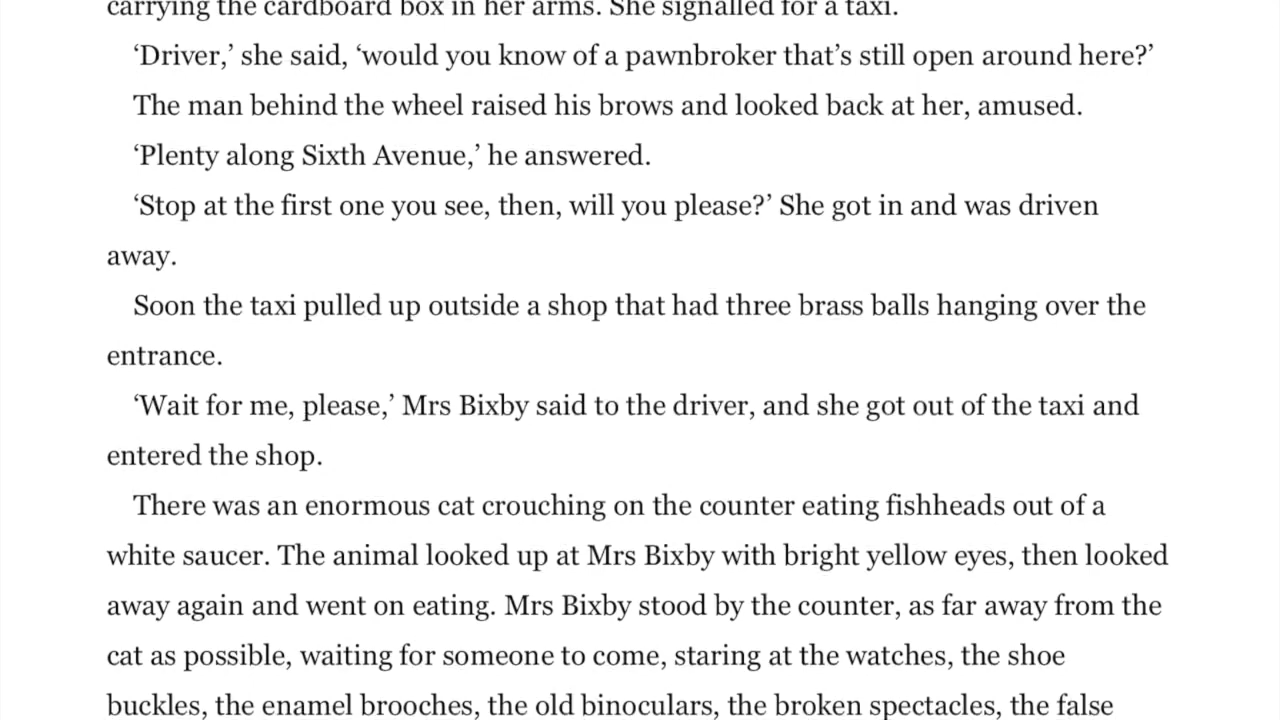 carrying the cardboard box in her arms. She signalled for a taxi.
‘Driver,’ she said, ‘would you know of a pawnbroker that’s still open around here?’
The man behind the wheel raised his brows and looked back at her, amused.
‘Plenty along Sixth Avenue,’ he answered.
‘Stop at the first one you see, then, will you please?’ She got in and was driven
away.
Soon the taxi pulled up outside a shop that had three brass balls hanging over the
entrance.
‘Wait for me, please,’ Mrs Bixby said to the driver, and she got out of the taxi and
entered the shop.
There was an enormous cat crouching on the counter eating fishheads out of a
white saucer. The animal looked up at Mrs Bixby with bright yellow eyes, then looked
away again and went on eating. Mrs Bixby stood by the counter, as far away from the
cat as possible, waiting for someone to come, staring at the watches, the shoe
buckles, the enamel brooches, the old binoculars, the broken spectacles, the false